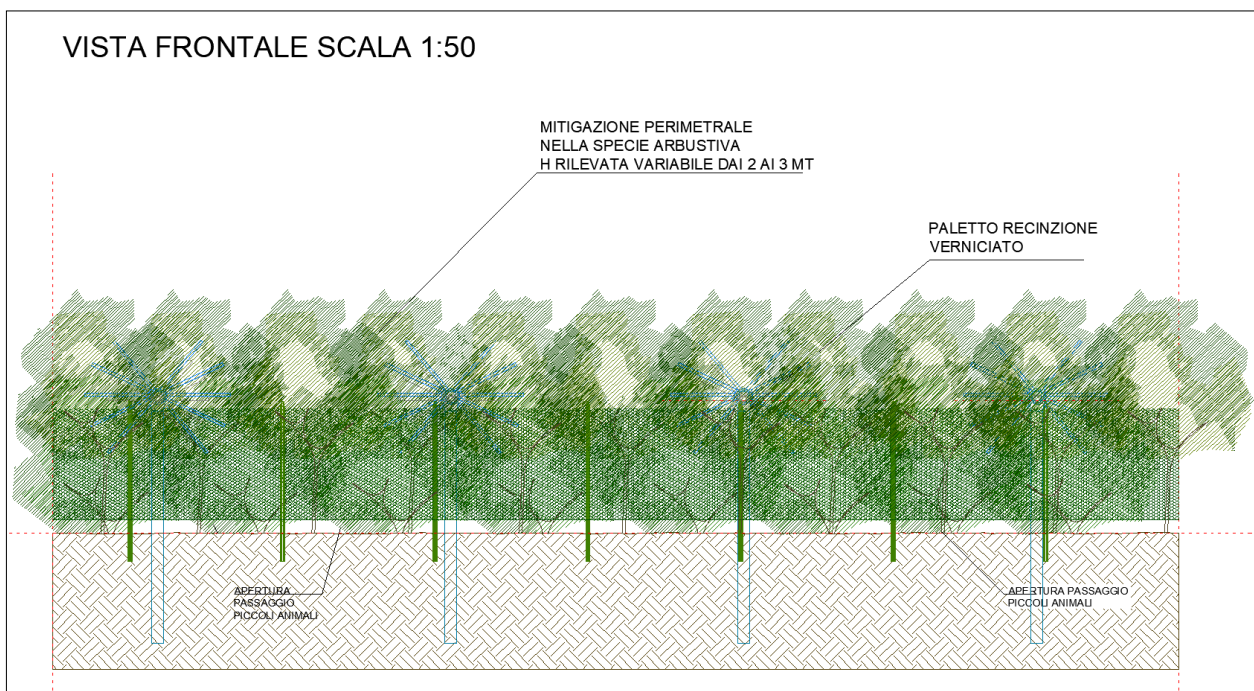 VISTA FRONTALE SCALA 1:50
MITIGAZIONE PERIMETRALE
NELLA SPECIE ARBUSTIVA
H RILEVATA VARIABILE DAI 2 AI 3 MT
PALETTO RECINZIONE
VERNICIATO
APERTURA
PASSAGGIO
PICCOLI ANIMALI
APERTURA PASSAGGIO
PICCOLI ANIMALI